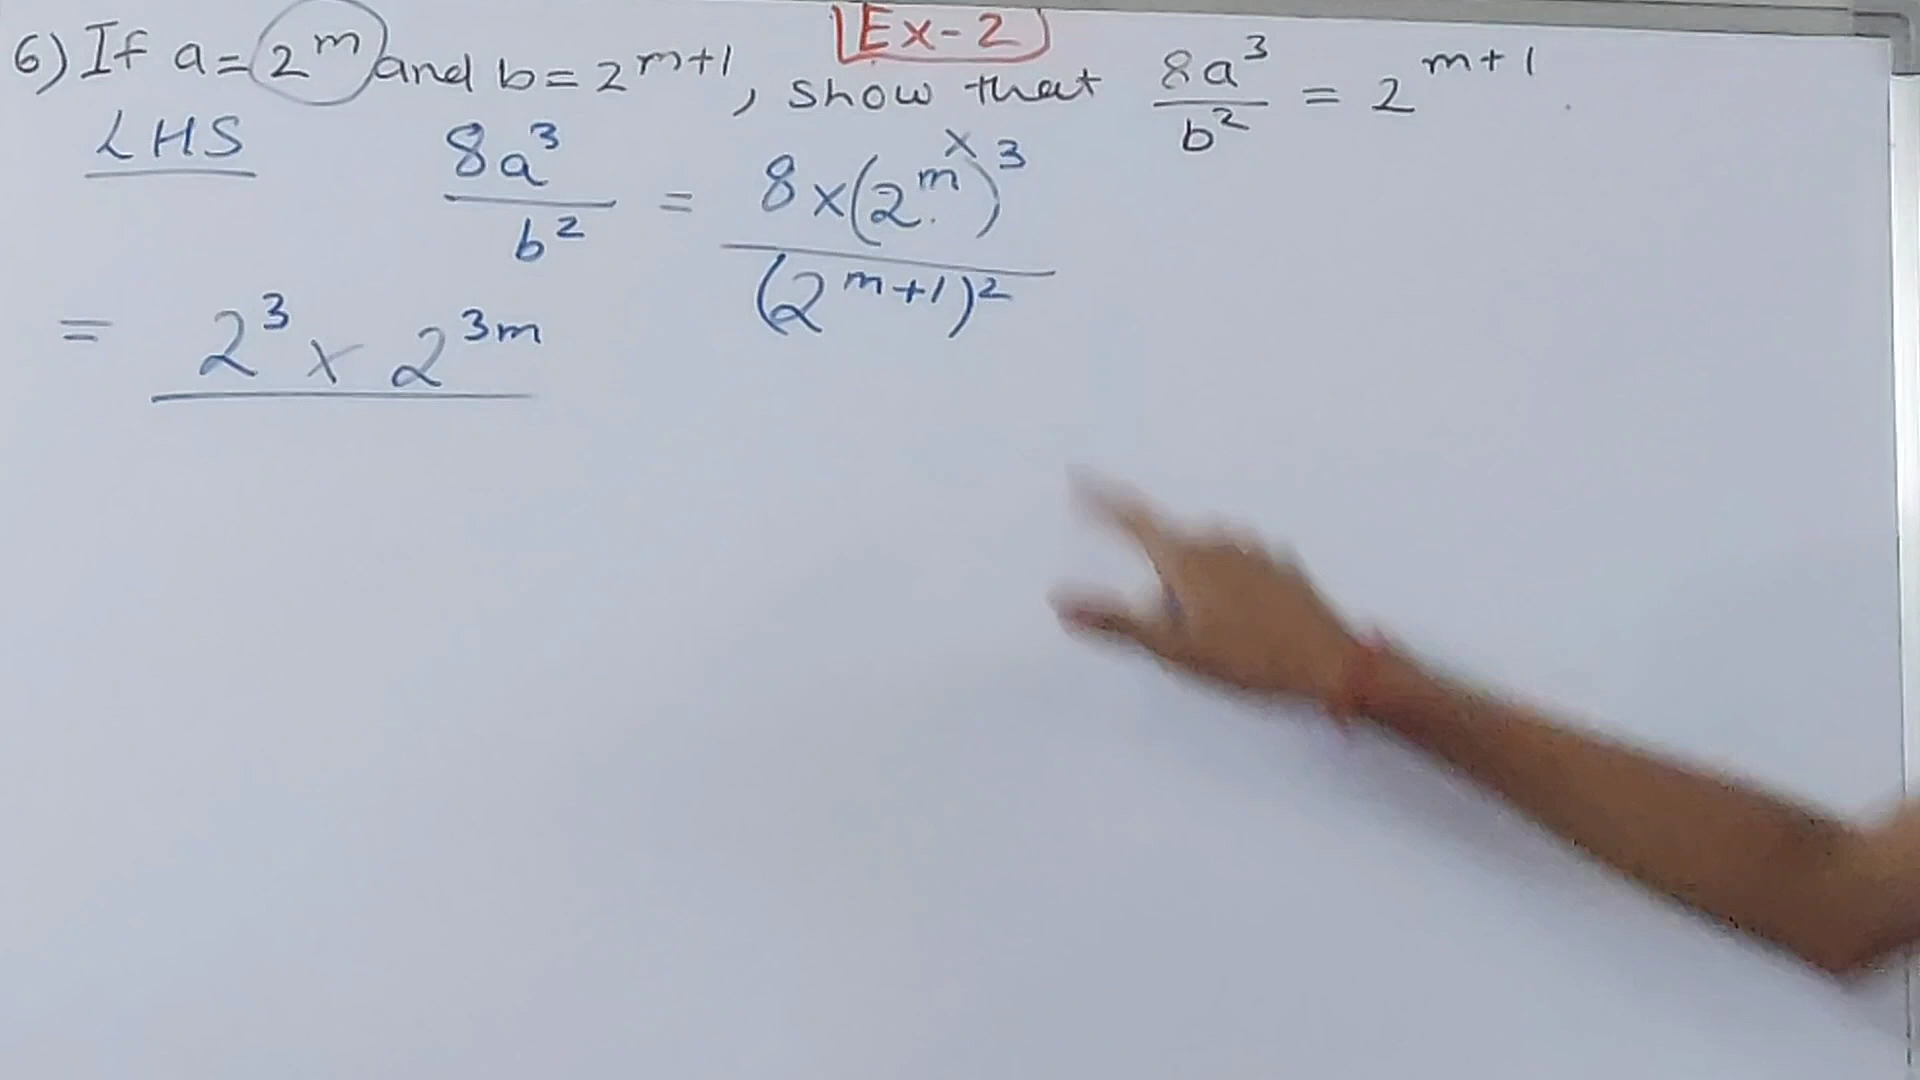 Ex-2
6) If a = 2^m and b = 2^m+1, show that 8a^3/b^2 = 2^m+1.
LHS 8a^3/b^2 = 8×(2^m)^×3/(2^m+1)^2
= 2^3 × 2^3m